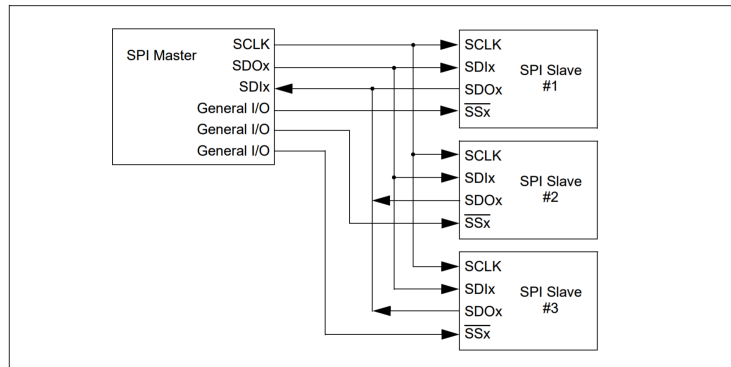 SPI Master
SCLK
SDOx
SDIx
General I/O
General I/O
General I/O
SCLK
SDIx
SDOx
SSx
SPI Slave
#1
SCLK
SDIx
SDOx
SSx
SPI Slave
#2
SCLK
SDIx
SDOx
SSx
SPI Slave
#3